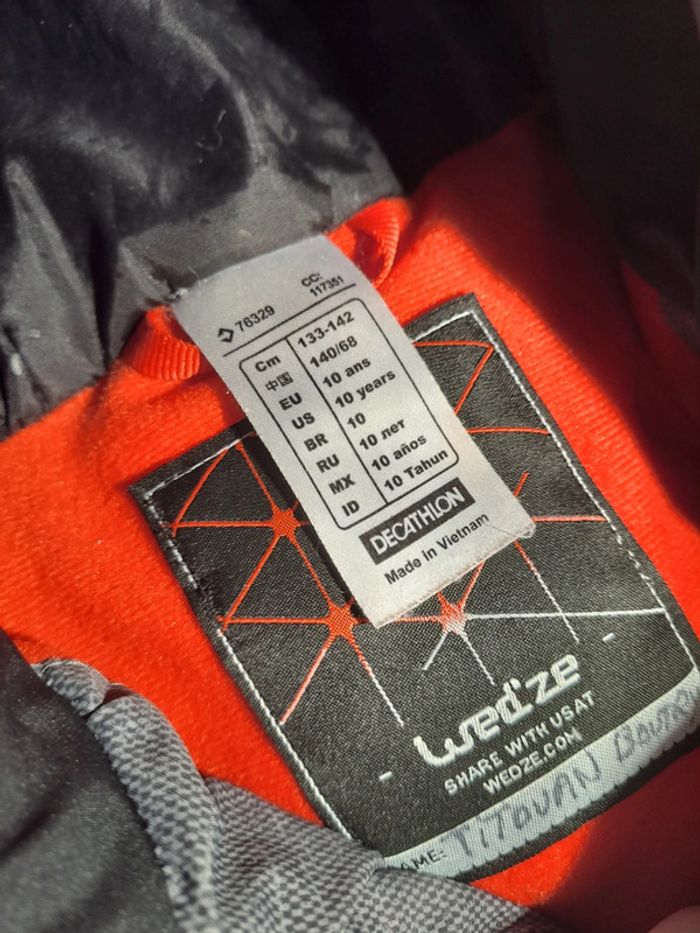 76329 CC: 117351
Cm 133-142
中国 140/68
EU 10 ans
US 10 years
BR 10
RU 10 лет
MX 10 años
ID 10 Tahun
DECATHLON
Made in Vietnam
wed'ze
SHARE WITH US AT
WEDZE.COM
NAME: TITOUAN